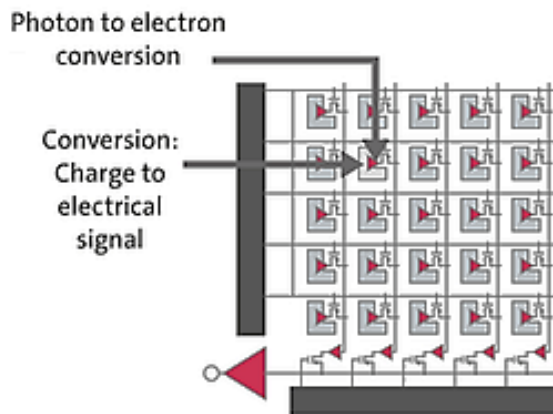 Photon to electron
conversion
Conversion:
Charge to
electrical
signal